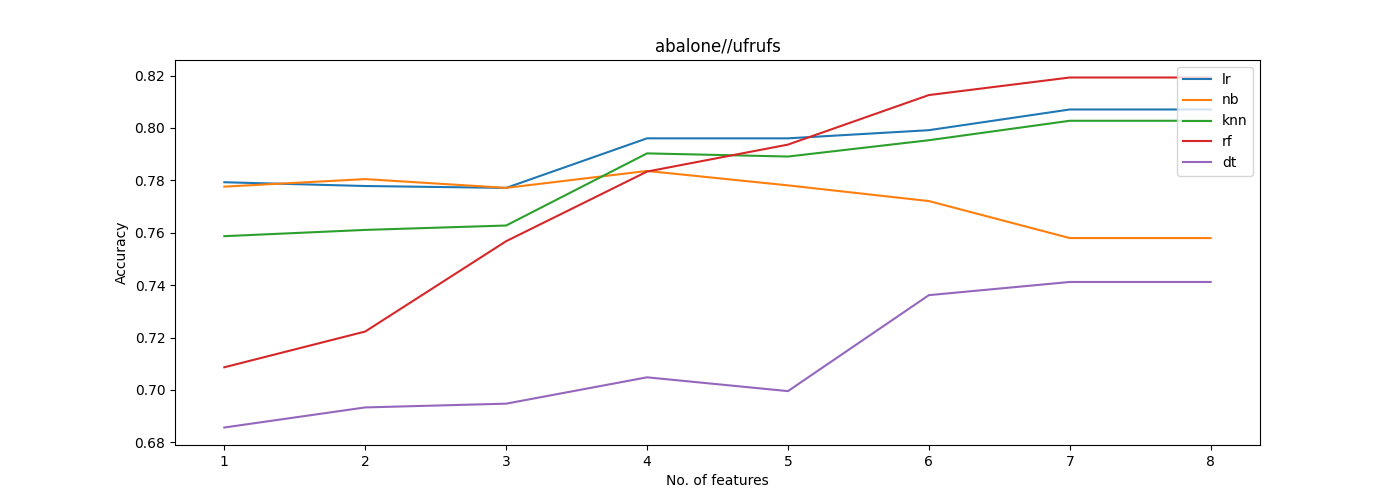 abalone//ufrufs
0.82
0.80
0.78
0.76
0.74
0.72
0.70
0.68
Accuracy
lr
nb
knn
rf
dt
1 2 3 4 5 6 7 8
No. of features